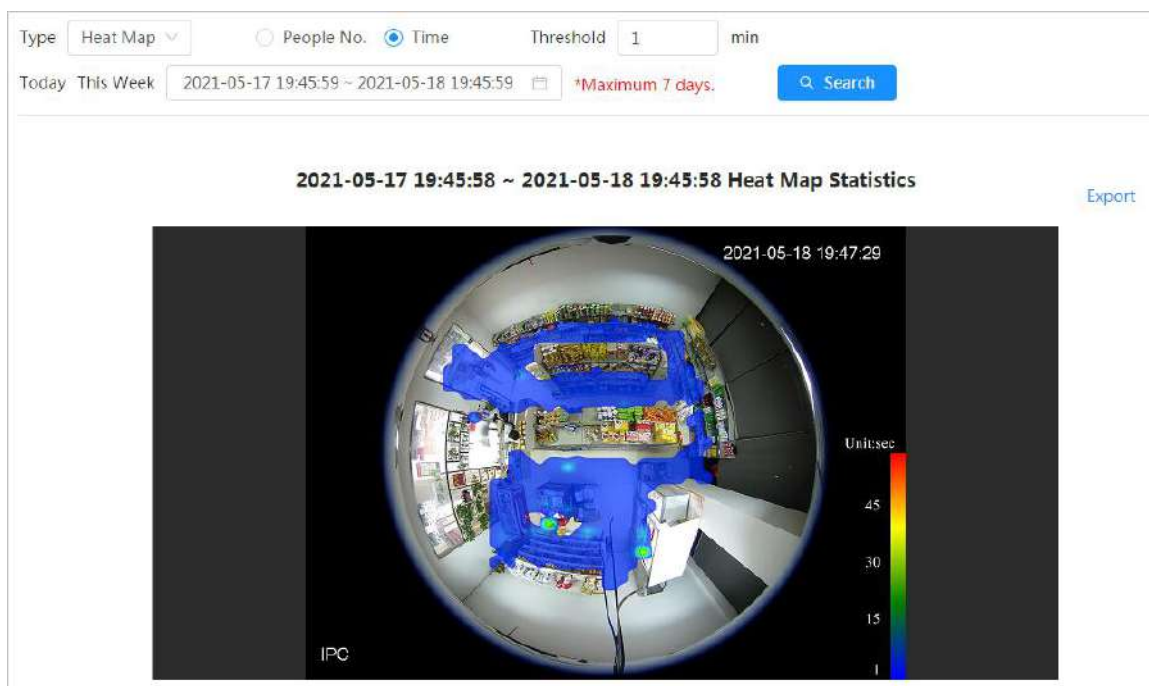 Type Heat Map People No. Time Threshold 1 min
Today This Week 2021-05-17 19:45:59 ~ 2021-05-18 19:45:59 *Maximum 7 days. Search
2021-05-17 19:45:58 ~ 2021-05-18 19:45:58 Heat Map Statistics
Export
2021-05-18 19:47:29
Unit:sec
45
30
15
1
IPC